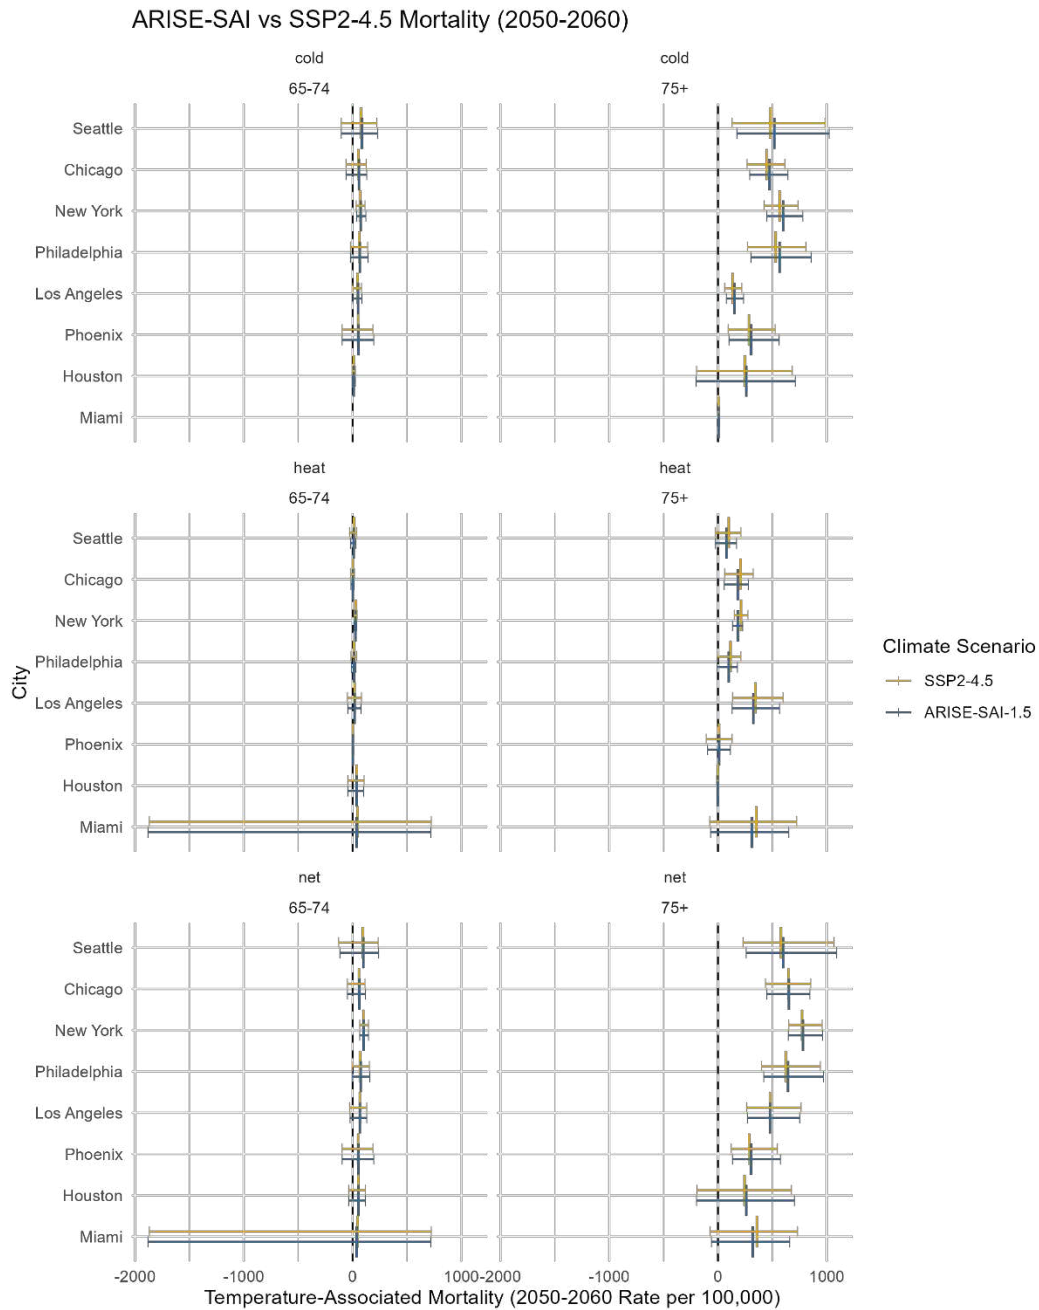 ARISE-SAI vs SSP2-4.5 Mortality (2050-2060)
cold cold
65-74 75+
Seattle
Chicago
New York
Philadelphia
Los Angeles
Phoenix
Houston
Miami
heat heat
65-74 75+
Seattle
Chicago
New York
Philadelphia
Los Angeles
Phoenix
Houston
Miami
City
Climate Scenario
SSP2-4.5
ARISE-SAI-1.5
net net
65-74 75+
Seattle
Chicago
New York
Philadelphia
Los Angeles
Phoenix
Houston
Miami
-2000 -1000 0 1000 -2000 -1000 0 1000
Temperature-Associated Mortality (2050-2060 Rate per 100,000)